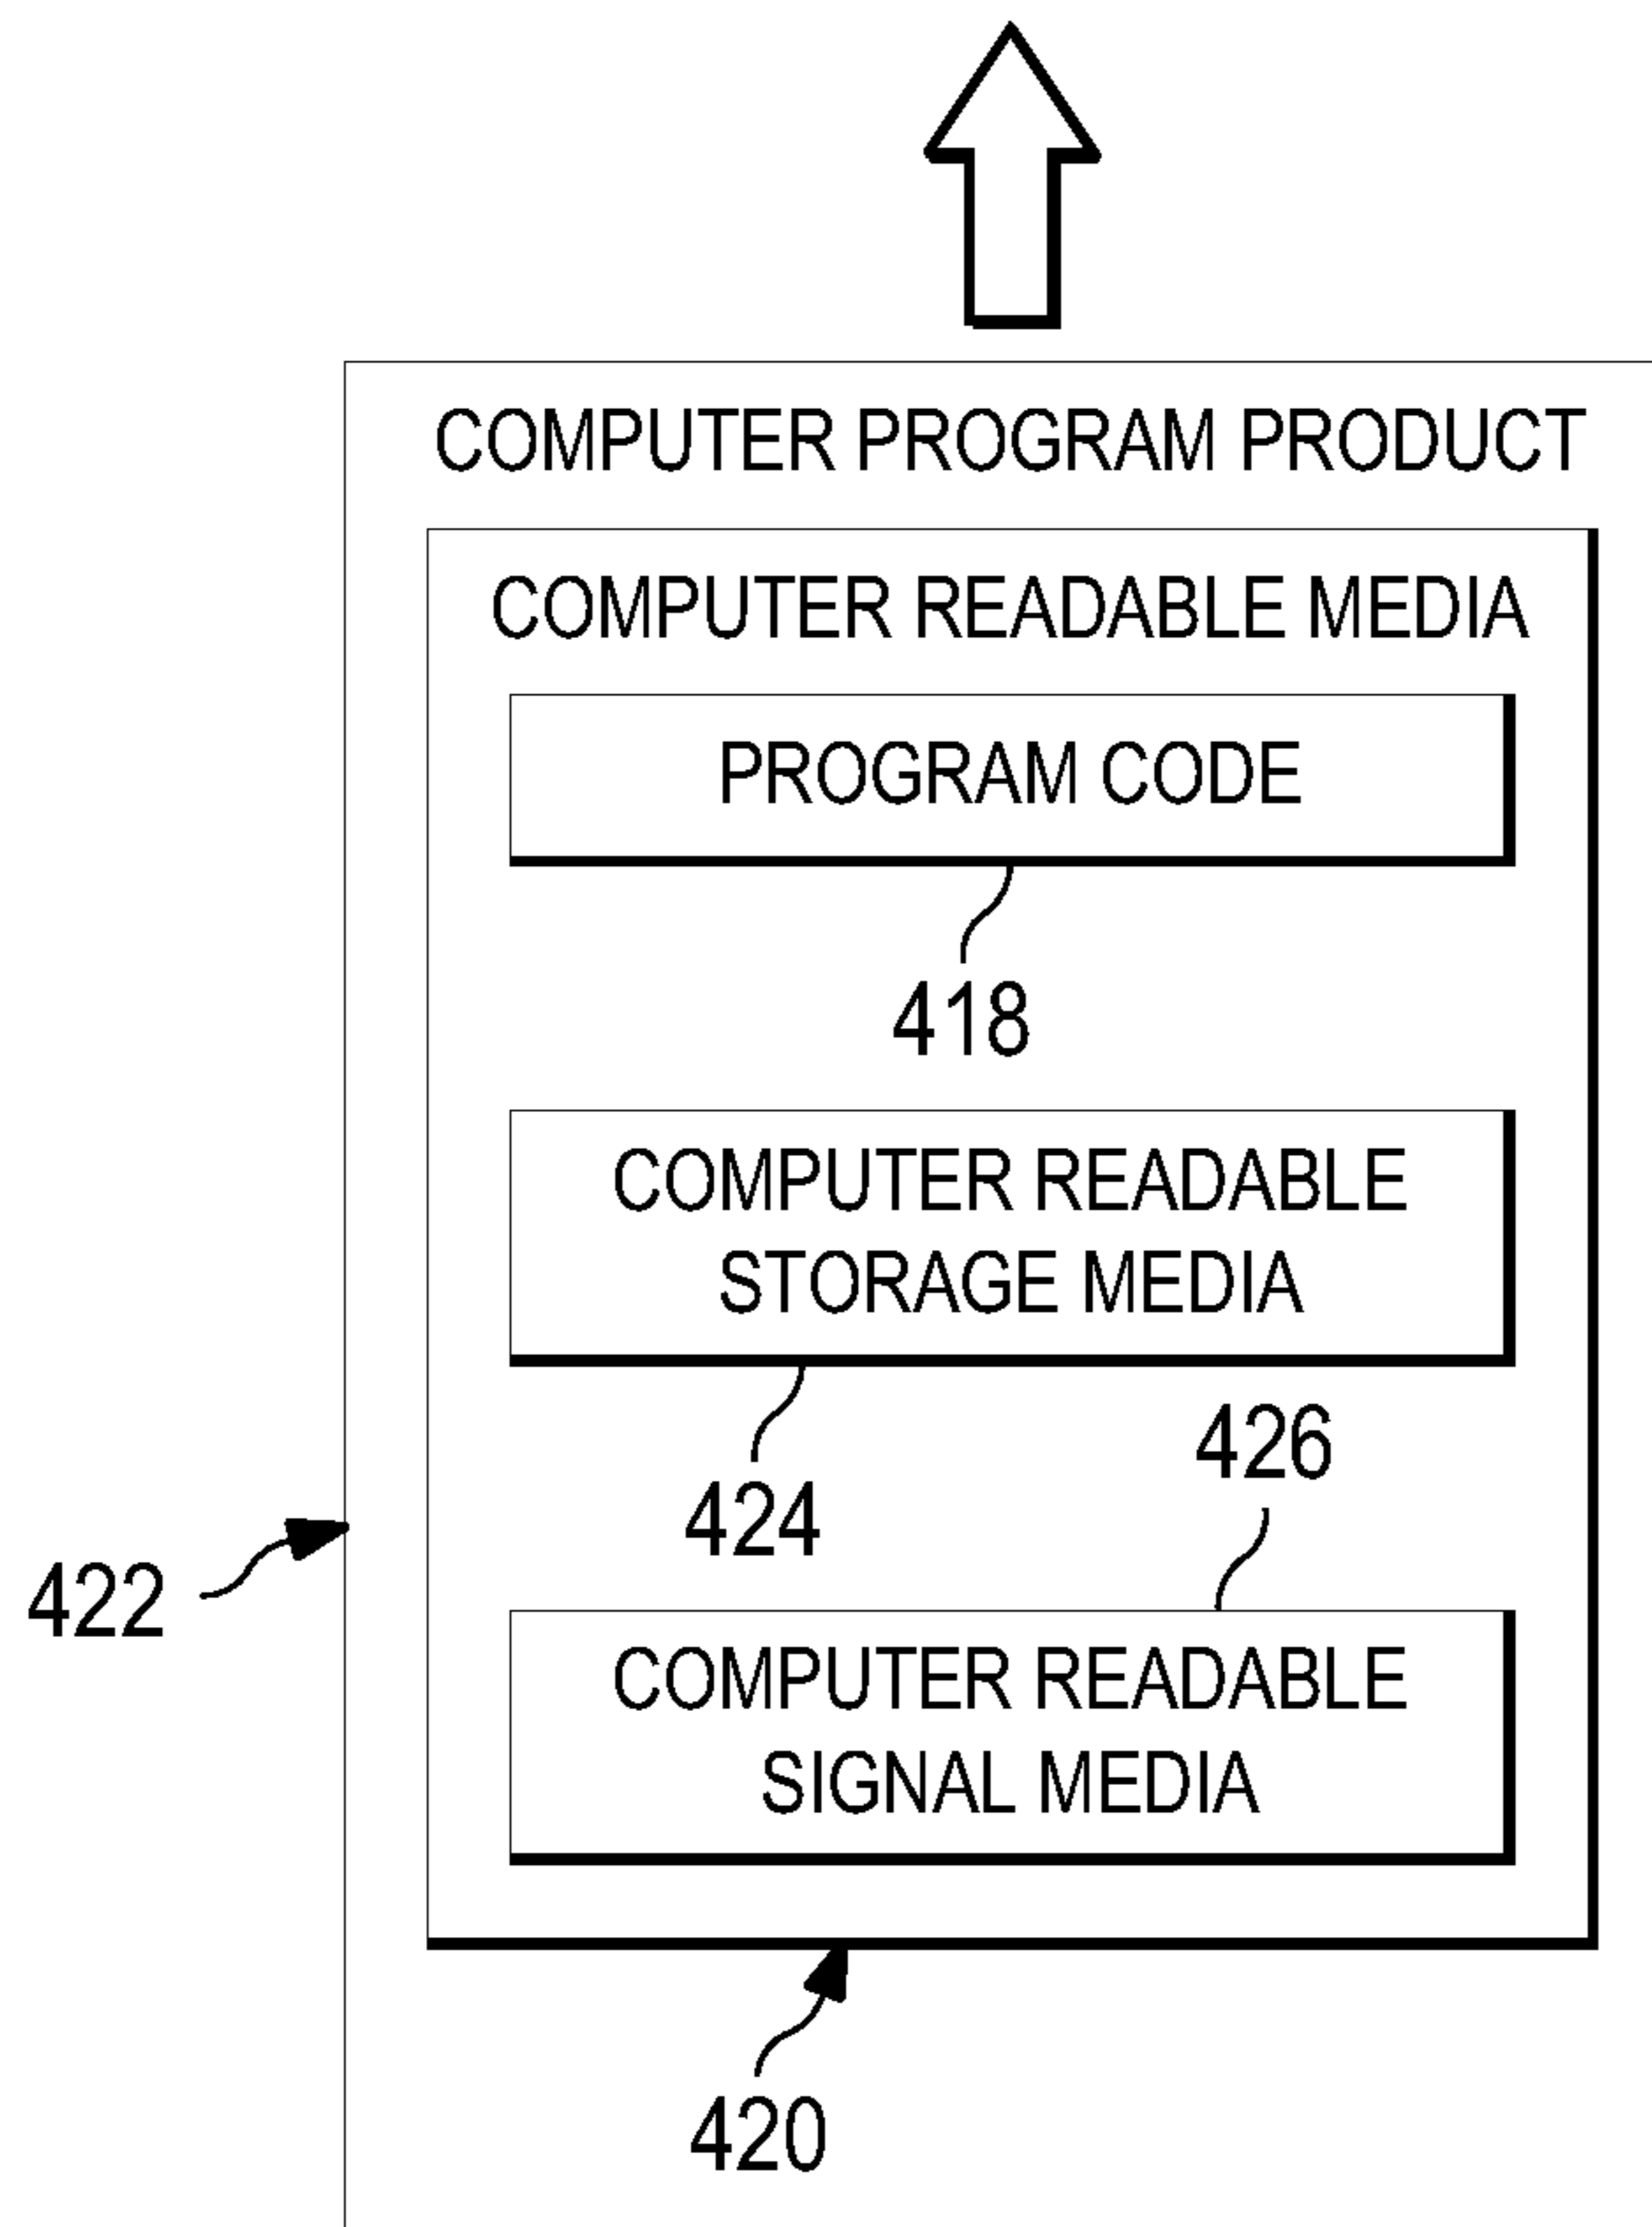 COMPUTER PROGRAM PRODUCT
COMPUTER READABLE MEDIA
PROGRAM CODE
418
COMPUTER READABLE
STORAGE MEDIA
424
426
422
COMPUTER READABLE
SIGNAL MEDIA
420